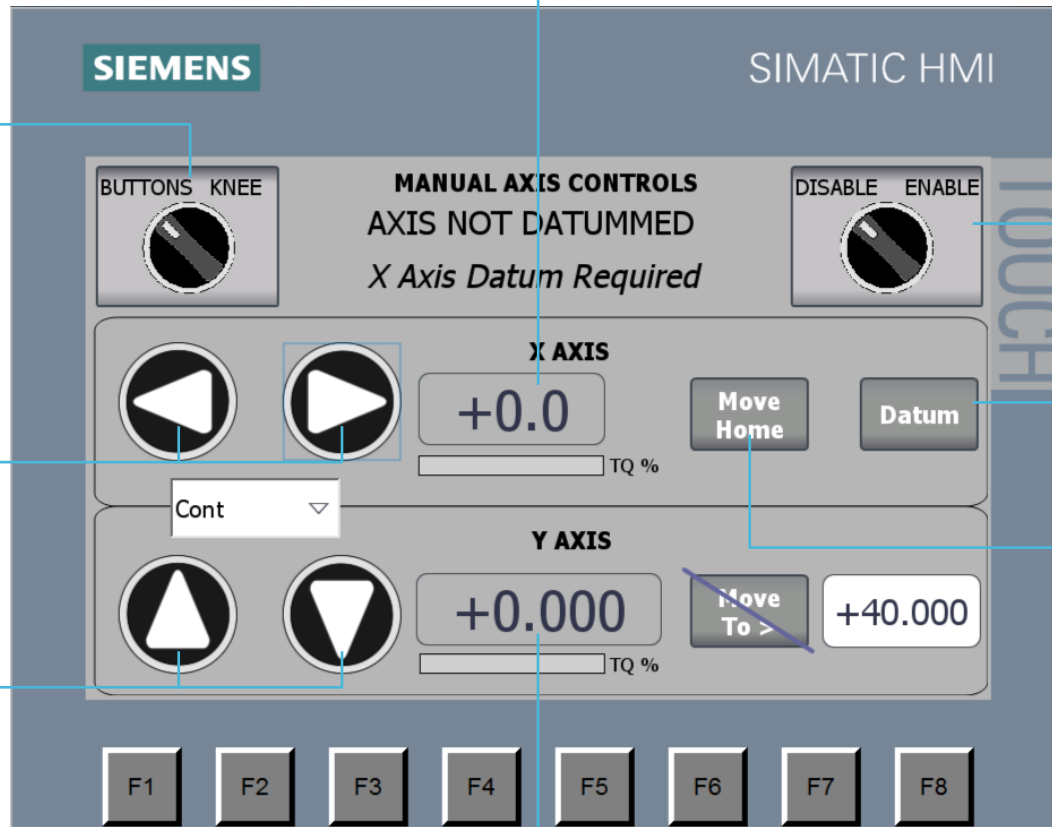 SIEMENS
SIMATIC HMI
TOUCH
BUTTONS KNEE
MANUAL AXIS CONTROLS
DISABLE ENABLE
AXIS NOT DATUMMED
X Axis Datum Required
X AXIS
+0.0
Move
Home
Datum
TQ %
Cont
Y AXIS
+0.000
Move
To >
+40.000
TQ %
F1 F2 F3 F4 F5 F6 F7 F8